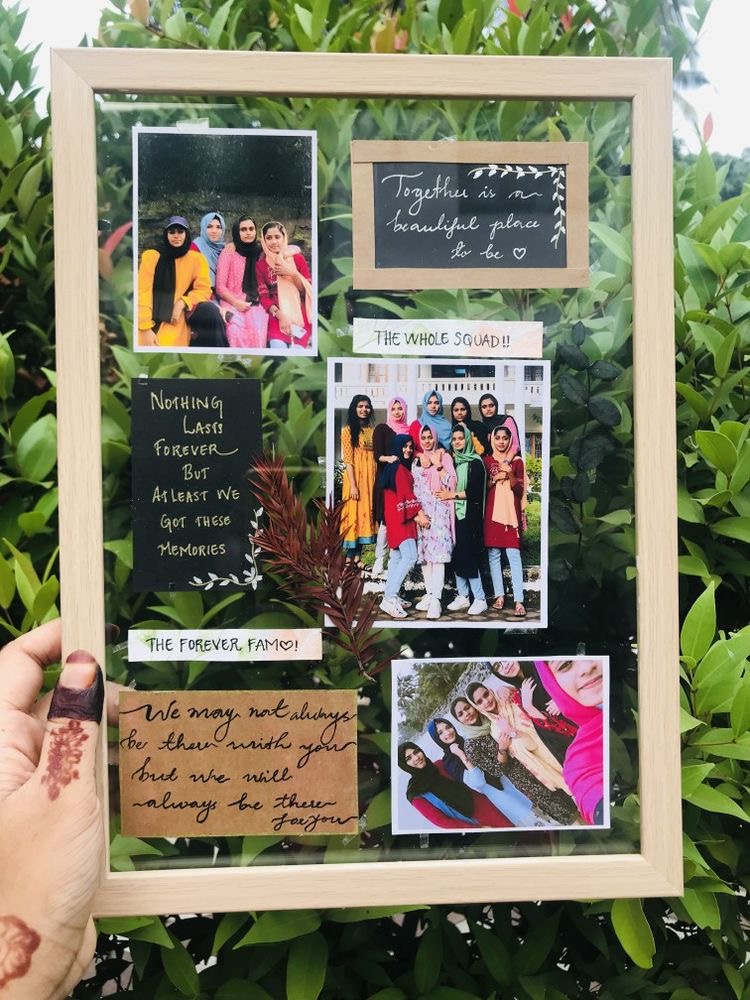 Together is a
beautiful place
to be ♡
THE WHOLE SQUAD!!
NOTHING
LASTS
FOREVER
BUT
ATLEAST WE
GOT THESE
MEMORIES
THE FOREVER FAM♡!
We may not always
be there with you
but we will
always be there
for you